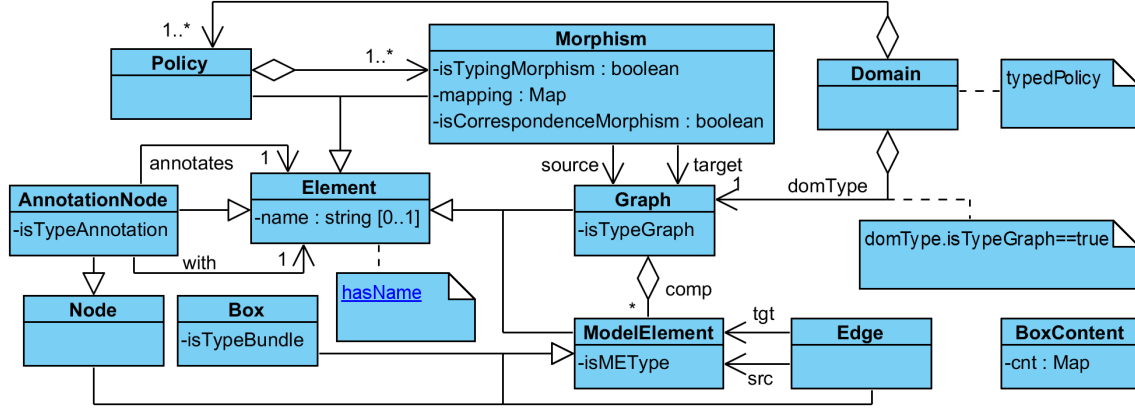 1..*
Policy
1..*
Morphism
-isTypingMorphism : boolean
-mapping : Map
-isCorrespondenceMorphism : boolean
Domain
typedPolicy
annotates
1
source
target
1
domType
AnnotationNode
-isTypeAnnotation
Element
-name : string [0..1]
Graph
-isTypeGraph
domType.isTypeGraph==true
with
1
hasName
comp
*
Node
Box
-isTypeBundle
ModelElement
-isMEType
tgt
src
Edge
BoxContent
-cnt : Map